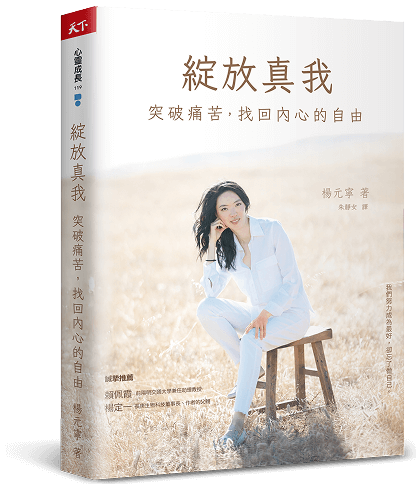 天下
心靈成長
119
綻放真我
突破痛苦，找回內心的自由
楊元寧 著
綻放真我
突破痛苦，找回內心的自由
楊元寧 著
朱靜女 譯
我們努力成為最好，卻忘了做自己。
誠摯推薦
賴佩霞
楊定一